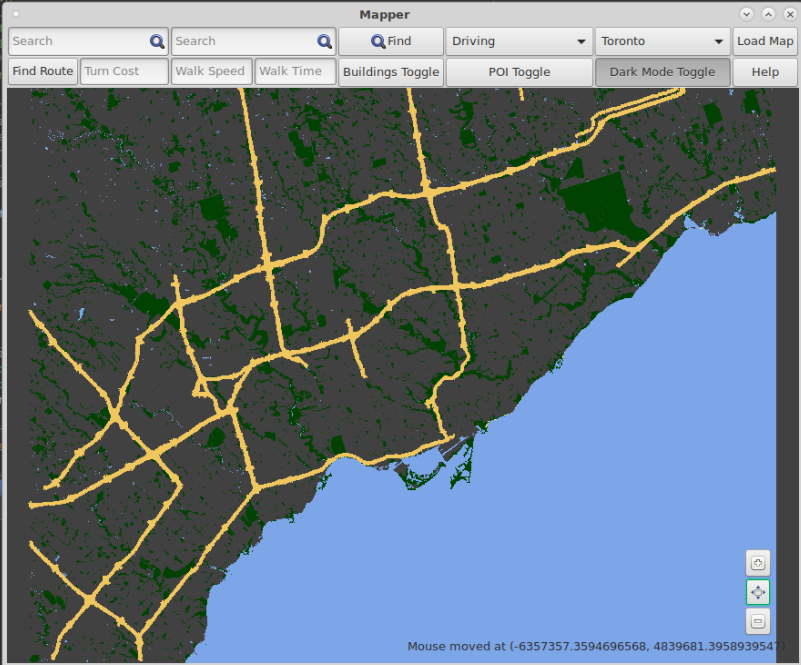 Mapper
Search Search Find Driving Toronto Load Map
Find Route Turn Cost Walk Speed Walk Time Buildings Toggle POI Toggle Dark Mode Toggle Help
Mouse moved at (-6357357.3594696568, 4839681.3958939547)